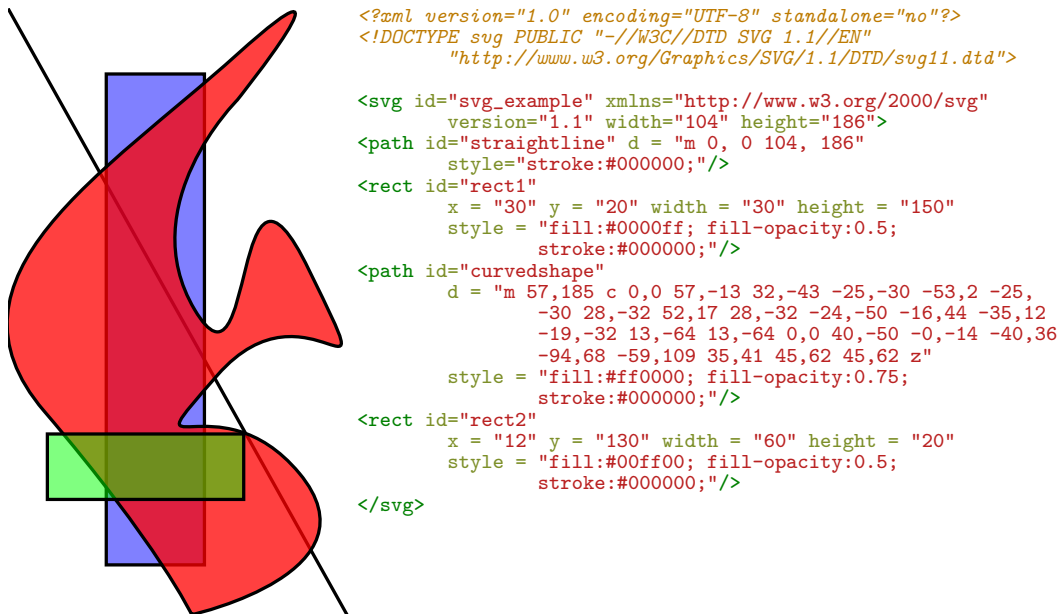 <?xml version="1.0" encoding="UTF-8" standalone="no"?>
<!DOCTYPE svg PUBLIC "-//W3C//DTD SVG 1.1//EN"
"http://www.w3.org/Graphics/SVG/1.1/DTD/svg11.dtd">
<svg id="svg_example" xmlns="http://www.w3.org/2000/svg"
version="1.1" width="104" height="186">
<path id="straightline" d = "m 0, 0 104, 186"
style="stroke:#000000;"/>
<rect id="rect1"
x = "30" y = "20" width = "30" height = "150"
style = "fill:#0000ff; fill-opacity:0.5;
stroke:#000000;"/>
<path id="curvedshape"
d = "m 57,185 c 0,0 57,-13 32,-43 -25,-30 -53,2 -25,
-30 28,-32 52,17 28,-32 -24,-50 -16,44 -35,12
-19,-32 13,-64 13,-64 0,0 40,-50 -0,-14 -40,36
-94,68 -59,109 35,41 45,62 45,62 z"
style = "fill:#ff0000; fill-opacity:0.75;
stroke:#000000;"/>
<rect id="rect2"
x = "12" y = "130" width = "60" height = "20"
style = "fill:#00ff00; fill-opacity:0.5;
stroke:#000000;"/>
</svg>